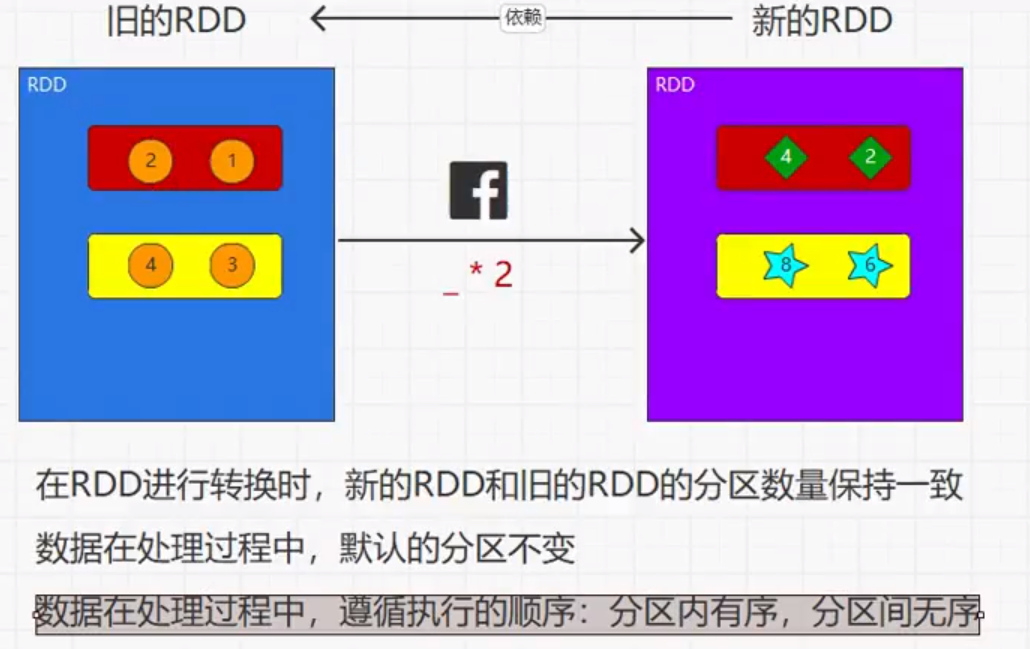 旧的RDD 依赖 新的RDD
RDD RDD
2 1 4 2
4 3 8 6
_ * 2
在RDD进行转换时，新的RDD和旧的RDD的分区数量保持一致
数据在处理过程中，默认的分区不变
数据在处理过程中，遵循执行的顺序：分区内有序，分区间无序